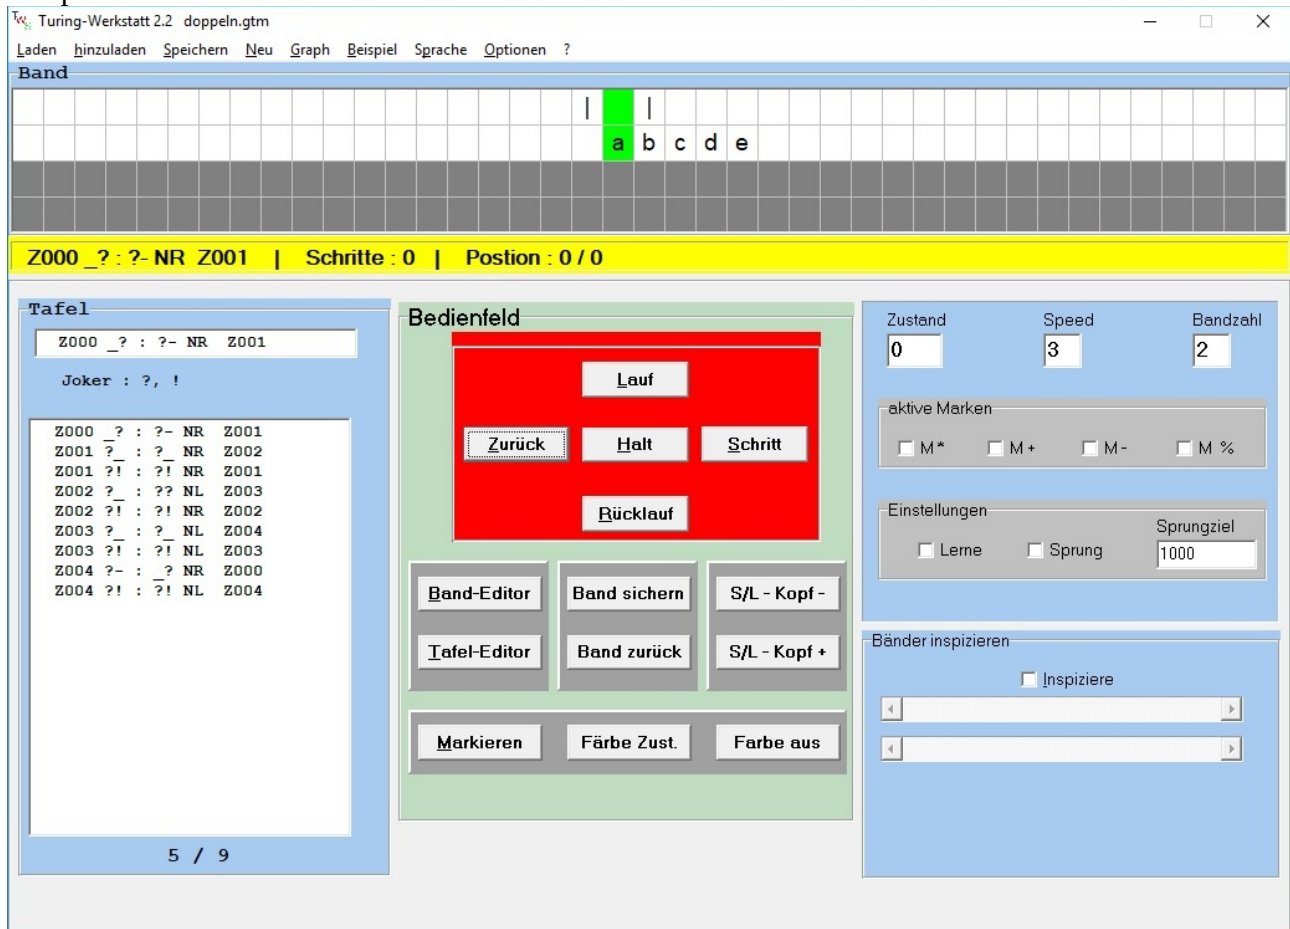 Turing-Werkstatt 2.2 doppeln.gtm
Laden hinzuladen Speichern Neu Graph Beispiel Sprache Optionen ?
Band
| |
a b c d e
Z000 _? : ?- NR Z001 | Schritte : 0 | Postion : 0 / 0
Tafel
Z000 _? : ?- NR Z001
Joker : ?, !
Z000 _? : ?- NR Z001
Z001 ?_ : ?_ NR Z002
Z001 ?! : ?! NR Z001
Z002 ?_ : ?? NL Z003
Z002 ?! : ?! NR Z002
Z003 ?_ : ?_ NL Z004
Z003 ?! : ?! NL Z003
Z004 ?- : _? NR Z000
Z004 ?! : ?! NL Z004
5 / 9
Bedienfeld
Lauf
Zurück Halt Schritt
Rücklauf
Band-Editor Band sichern S/L - Kopf -
Tafel-Editor Band zurück S/L - Kopf +
Markieren Färbe Zust. Farbe aus
Zustand Speed Bandzahl
0 3 2
aktive Marken
M * M + M - M %
Einstellungen
Sprungziel
Lerne Sprung 1000
Bänder inspizieren
Inspiziere